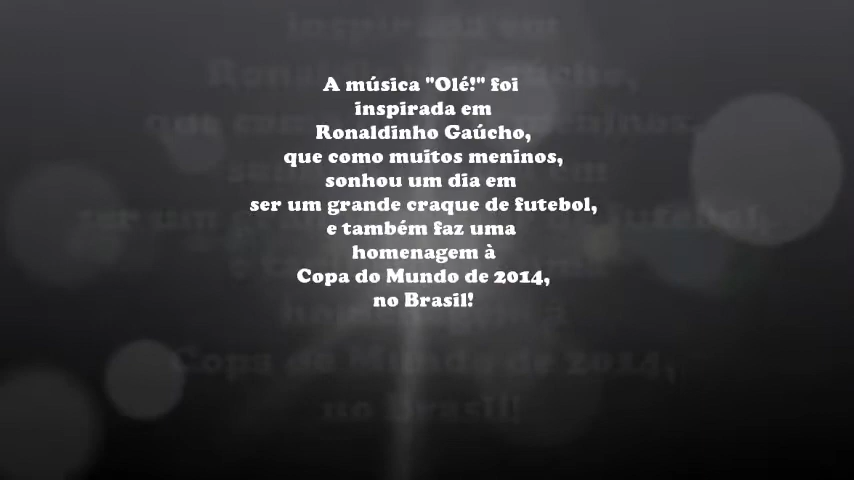 A música "Olé!" foi
inspirada em
Ronaldinho Gaúcho,
que como muitos meninos,
sonhou um dia em
ser um grande craque de futebol,
e também faz uma
homenagem à
Copa do Mundo de 2014,
no Brasil!